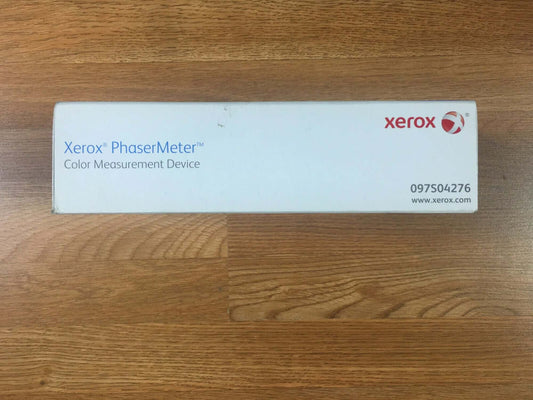 xerox®
Xerox® PhaserMeter™
Color Measurement Device
097S04276
www.xerox.com